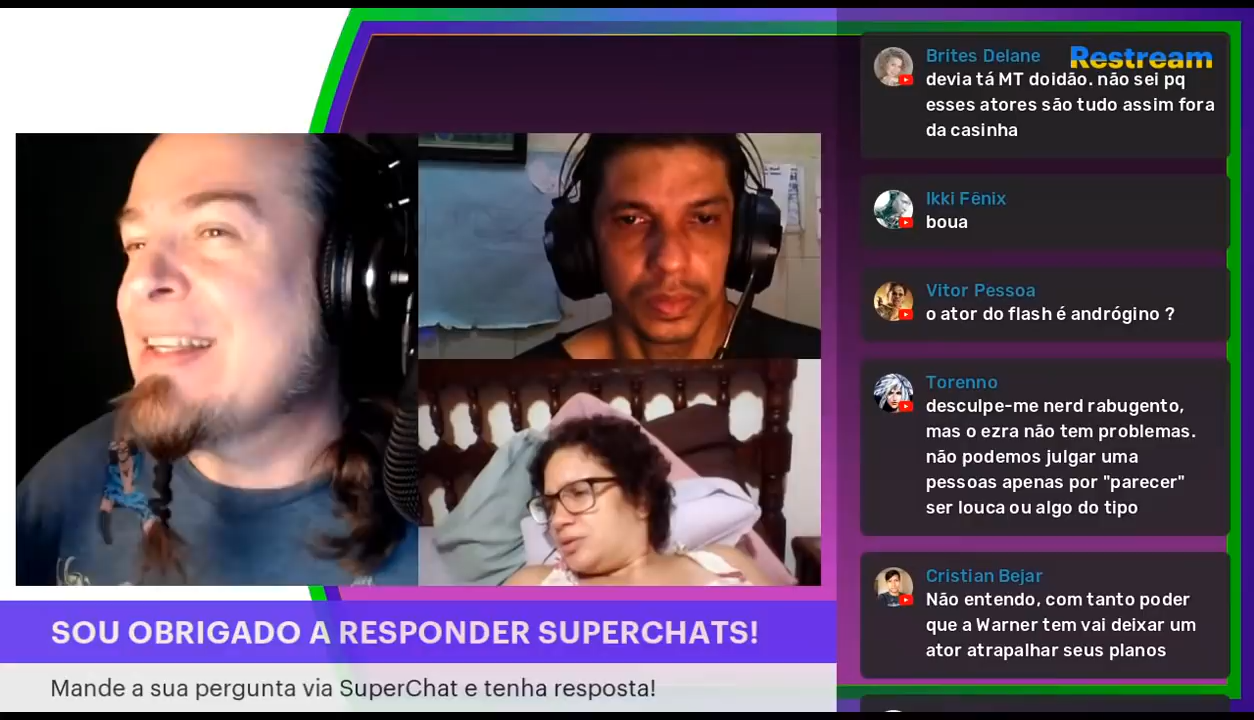 Restream
Brites Delane
devia tá MT doidão. não sei pq
esses atores são tudo assim fora
da casinha
Ikki Fênix
boua
Vitor Pessoa
o ator do flash é andrógino ?
Torenno
desculpe-me nerd rabugento,
mas o ezra não tem problemas.
não podemos julgar uma
pessoas apenas por "parecer"
ser louca ou algo do tipo
Cristian Bejar
Não entendo, com tanto poder
que a Warner tem vai deixar um
ator atrapalhar seus planos
SOU OBRIGADO A RESPONDER SUPERCHATS!
Mande a sua pergunta via SuperChat e tenha resposta!